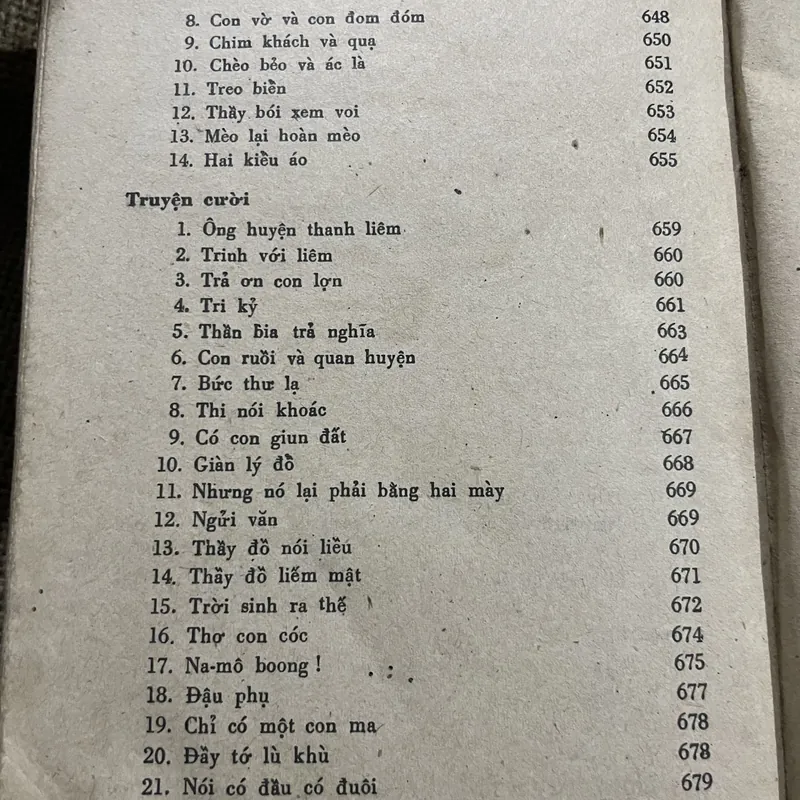 8. Con vờ và con đom đóm 648
9. Chim khách và quạ 650
10. Chèo bẻo và ác là 651
11. Treo biển 652
12. Thầy bói xem voi 653
13. Mèo lại hoàn mèo 654
14. Hai kiểu áo 655
Truyện cười
1. Ông huyện thanh liêm 659
2. Trinh với liêm 660
3. Trả ơn con lợn 660
4. Tri kỷ 661
5. Thần bia trả nghĩa 663
6. Con ruồi và quan huyện 664
7. Bức thư lạ 665
8. Thi nói khoác 666
9. Có con giun đất 667
10. Giàn lý đồ 668
11. Nhưng nó lại phải bằng hai mày 669
12. Ngửi văn 669
13. Thầy đồ nói liều 670
14. Thầy đồ liếm mật 671
15. Trời sinh ra thế 672
16. Thơ con cóc 674
17. Na-mô boong ! 675
18. Đậu phụ 677
19. Chỉ có một con ma 678
20. Đầy tớ lù khù 678
21. Nói có đầu có đuôi 679